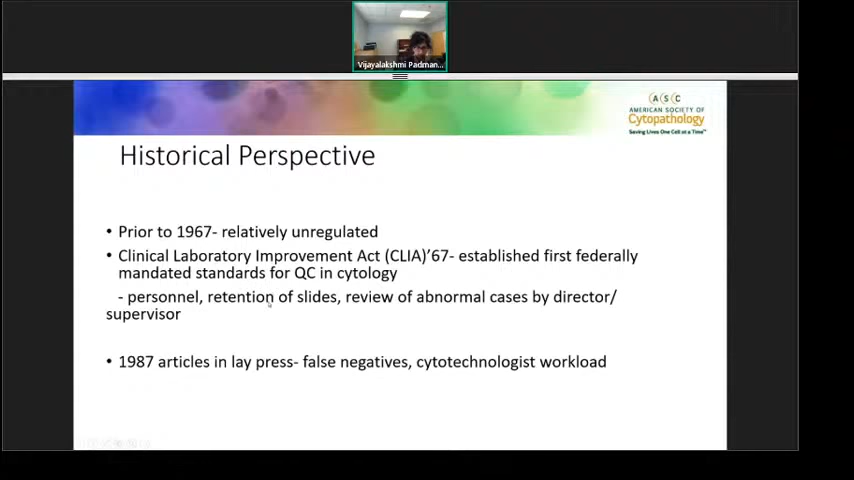 Vijayalakshmi Padman...
A S C
AMERICAN SOCIETY OF
Cytopathology
Saving Lives One Cell at a Time™
Historical Perspective
• Prior to 1967- relatively unregulated
• Clinical Laboratory Improvement Act (CLIA)’67- established first federally
mandated standards for QC in cytology
- personnel, retention of slides, review of abnormal cases by director/
supervisor
• 1987 articles in lay press- false negatives, cytotechnologist workload